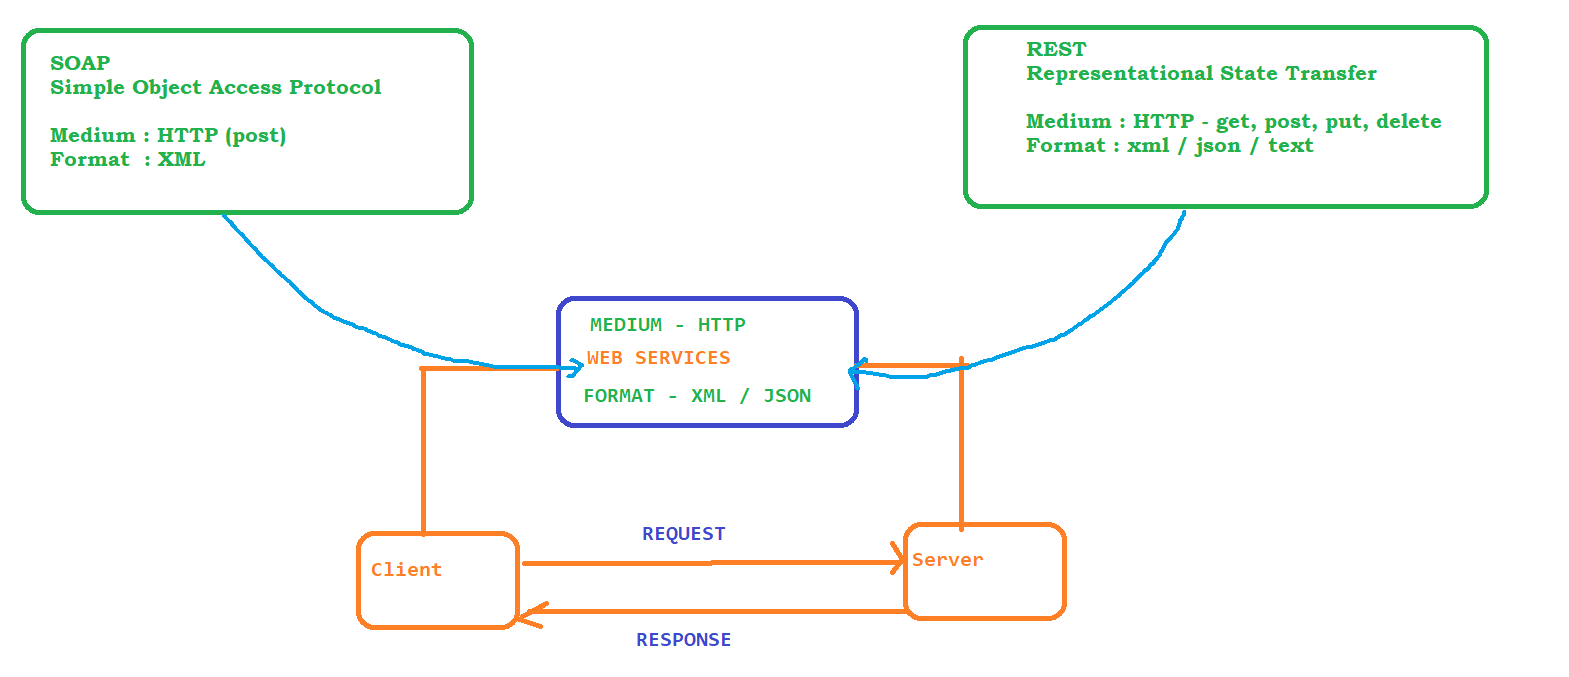 SOAP
Simple Object Access Protocol
Medium : HTTP (post)
Format  : XML
REST
Representational State Transfer
Medium : HTTP - get, post, put, delete
Format : xml / json / text
MEDIUM - HTTP
WEB SERVICES
FORMAT - XML / JSON
REQUEST
Client
Server
RESPONSE